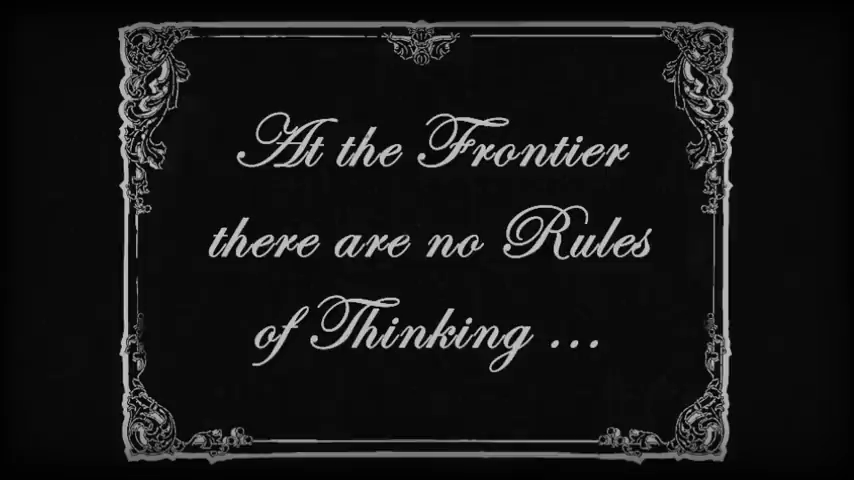 At the Frontier
there are no Rules
of Thinking ...